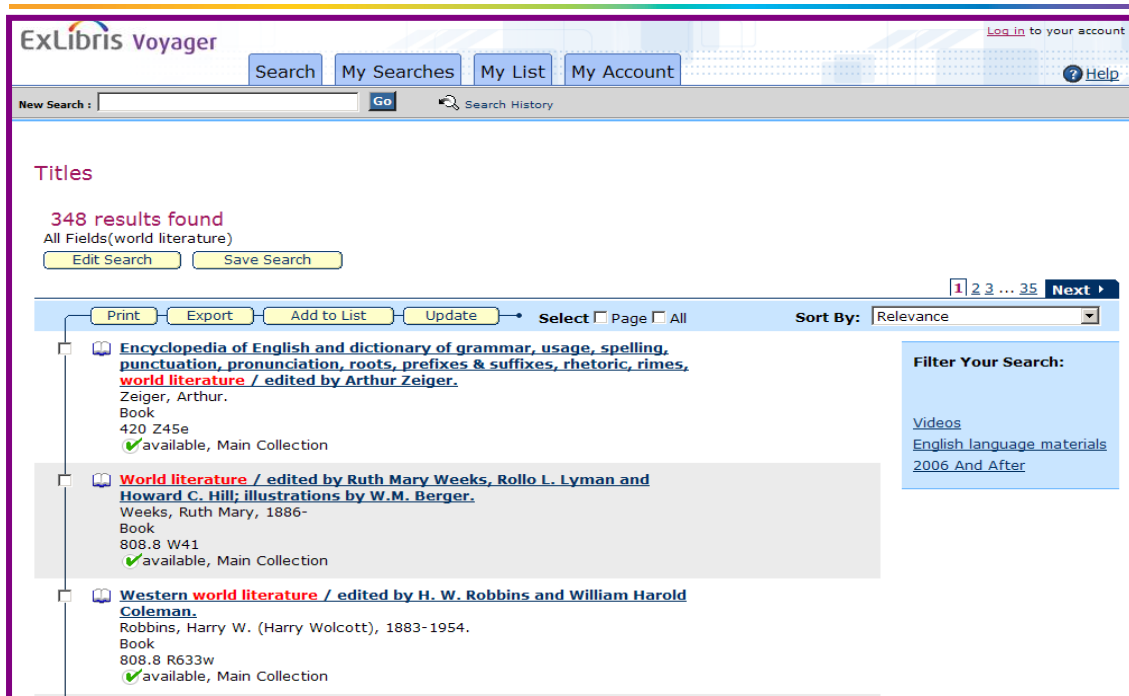 ExLibris Voyager
Log in to your account
Search My Searches My List My Account
Help
New Search : Go Search History
Titles
348 results found
All Fields(world literature)
Edit Search Save Search
1 2 3 ... 35 Next
Print Export Add to List Update Select Page All Sort By: Relevance
Encyclopedia of English and dictionary of grammar, usage, spelling,
punctuation, pronunciation, roots, prefixes & suffixes, rhetoric, rimes,
world literature / edited by Arthur Zeiger.
Zeiger, Arthur.
Book
420 Z45e
available, Main Collection
Filter Your Search:
Videos
English language materials
2006 And After
World literature / edited by Ruth Mary Weeks, Rollo L. Lyman and
Howard C. Hill; illustrations by W.M. Berger.
Weeks, Ruth Mary, 1886-
Book
808.8 W41
available, Main Collection
Western world literature / edited by H. W. Robbins and William Harold
Coleman.
Robbins, Harry W. (Harry Wolcott), 1883-1954.
Book
808.8 R633w
available, Main Collection